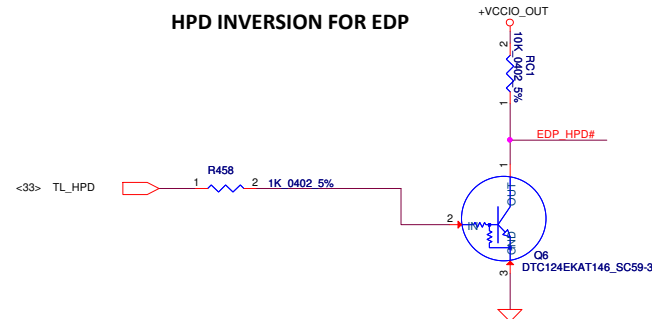 HPD INVERSION FOR EDP
+VCCIO_OUT
2
RC1
10K_0402_5%
1
EDP_HPD#
1
OUT
<33> TL_HPD
1
R458
2
1K_0402_5%
2
IN
GND
Q6
DTC124EKAT146_SC59-3
3